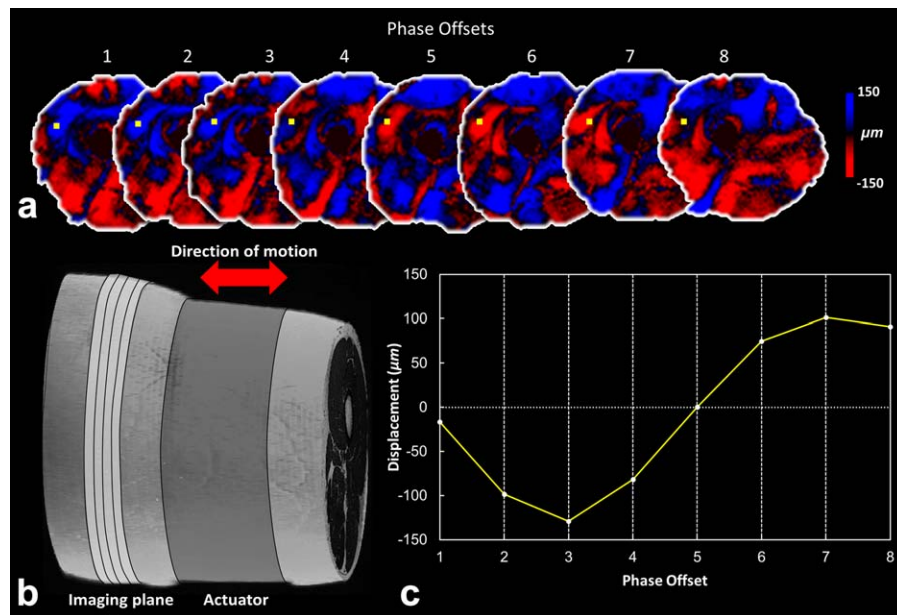 Phase Offsets
1 2 3 4 5 6 7 8
150
µm
-150
a
Direction of motion
Imaging plane Actuator
b
150
100
50
0
-50
-100
-150
Displacement (µm)
1 2 3 4 5 6 7 8
Phase Offset
c